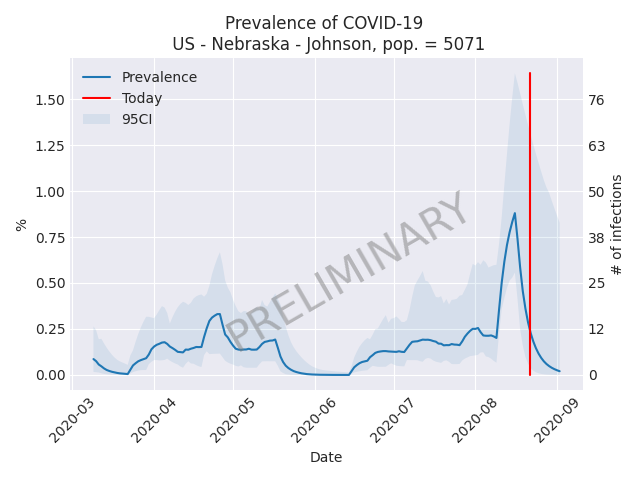 Prevalence of COVID-19
US - Nebraska - Johnson, pop. = 5071
Prevalence
Today
95CI
1.50
1.25
1.00
0.75
0.50
0.25
0.00
%
76
63
50
38
25
12
0
# of infections
PRELIMINARY
2020-03
2020-04
2020-05
2020-06
2020-07
2020-08
2020-09
Date